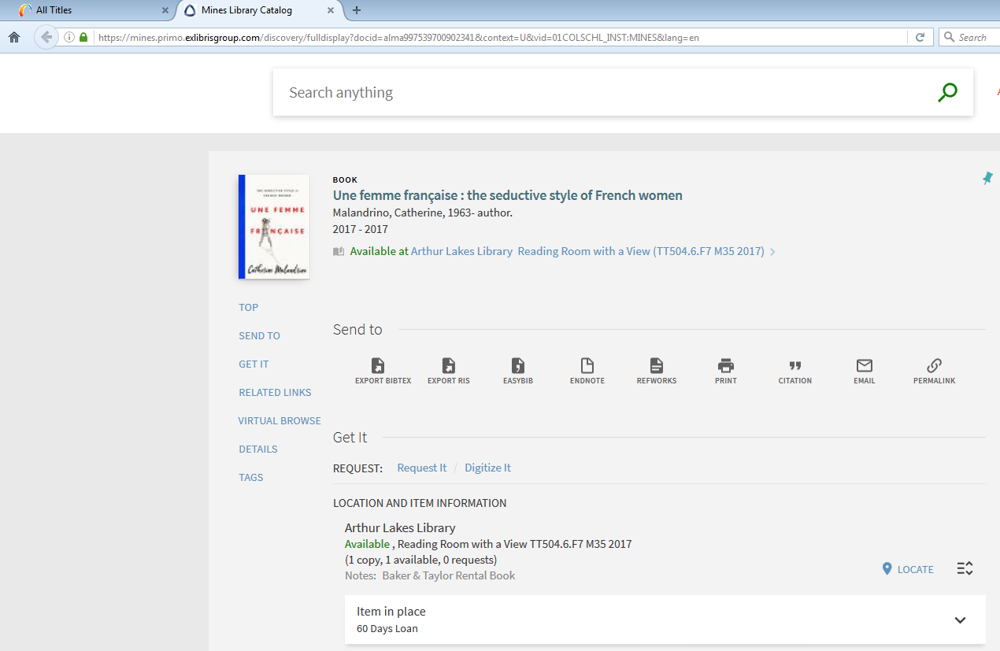 All Titles
Mines Library Catalog
https://mines.primo.exlibrisgroup.com/discovery/fulldisplay?docid=alma997539700902341&context=U&vid=01COLSCHL_INST:MINES&lang=en
Search
Search anything
BOOK
Une femme française : the seductive style of French women
Malandrino, Catherine, 1963- author.
2017 - 2017
Available at Arthur Lakes Library Reading Room with a View (TT504.6.F7 M35 2017)
UNE FEMME
FRANÇAISE
Catherine Malandrino
TOP
SEND TO
GET IT
RELATED LINKS
VIRTUAL BROWSE
DETAILS
TAGS
Send to
EXPORT BIBTEX
EXPORT RIS
EASYBIB
ENDNOTE
REFWORKS
PRINT
CITATION
EMAIL
PERMALINK
Get It
REQUEST: Request It / Digitize It
LOCATION AND ITEM INFORMATION
Arthur Lakes Library
Available , Reading Room with a View TT504.6.F7 M35 2017
(1 copy, 1 available, 0 requests)
Notes: Baker & Taylor Rental Book
LOCATE
Item in place
60 Days Loan